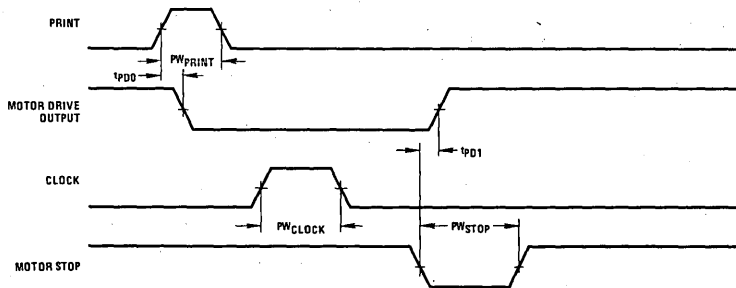 PRINT
PWPRINT
tPD0
MOTOR DRIVE
OUTPUT
tPD1
CLOCK
PWCLOCK
PWSTOP
MOTOR STOP